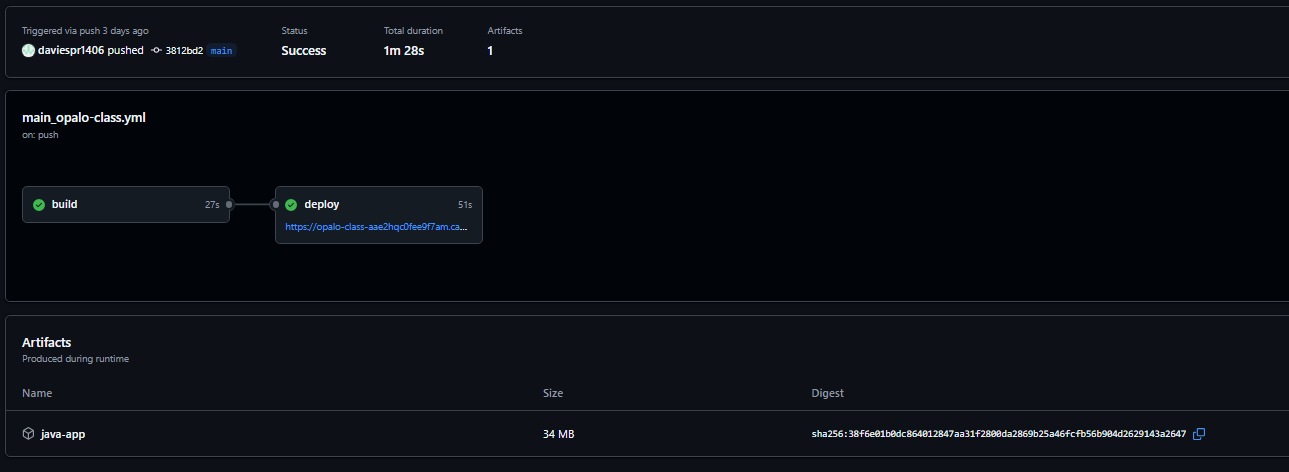 Triggered via push 3 days ago
daviespr1406 pushed 3812bd2 main
Status
Success
Total duration
1m 28s
Artifacts
1
main_opalo-class.yml
on: push
build 27s
deploy 51s
https://opalo-class-aae2hqc0fee9f7am.ca...
Artifacts
Produced during runtime
Name Size Digest
java-app 34 MB sha256:38f6e01b0dc864012847aa31f2800da2869b25a46fcfb56b904d2629143a2647